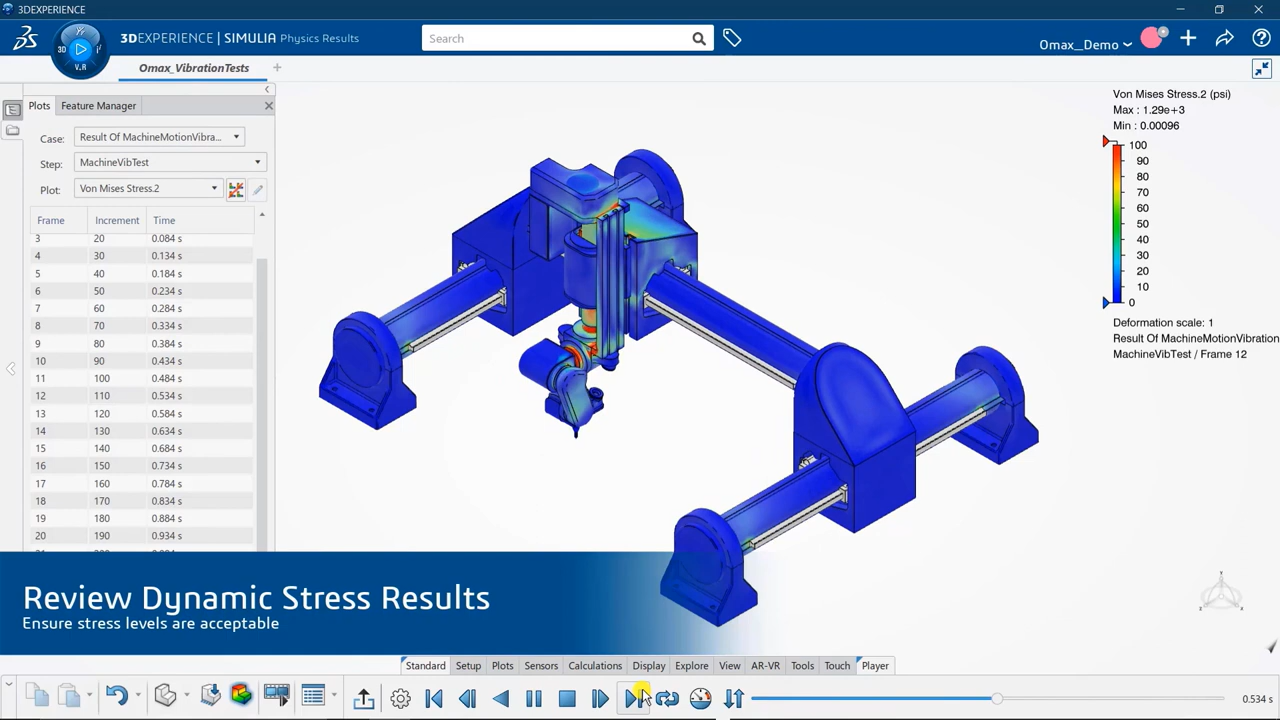 3DEXPERIENCE
3DEXPERIENCE | SIMULIA Physics Results
Search
Omax_Demo
3D
V.R
Omax_VibrationTests
Plots Feature Manager
Case: Result Of MachineMotionVibra...
Step: MachineVibTest
Plot: Von Mises Stress.2
Frame Increment Time
3 20 0.084 s
4 30 0.134 s
5 40 0.184 s
6 50 0.234 s
7 60 0.284 s
8 70 0.334 s
9 80 0.384 s
10 90 0.434 s
11 100 0.484 s
12 110 0.534 s
13 120 0.584 s
14 130 0.634 s
15 140 0.684 s
16 150 0.734 s
17 160 0.784 s
18 170 0.834 s
19 180 0.884 s
20 190 0.934 s
Von Mises Stress.2 (psi)
Max : 1.29e+3
Min : 0.00096
100
90
80
70
60
50
40
30
20
10
0
Deformation scale: 1
Result Of MachineMotionVibration
MachineVibTest / Frame 12
Review Dynamic Stress Results
Ensure stress levels are acceptable
Standard Setup Plots Sensors Calculations Display Explore View AR-VR Tools Touch Player
0.534 s